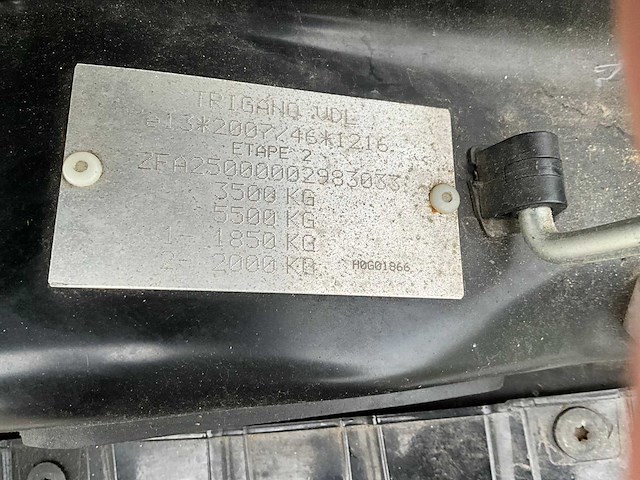 TRIGANO VDL
e13*2007/46*1216
ETAPE 2
ZFA25000002983033
3500 KG
5500 KG
1- 1850 KG
2- 2000 KG
H0G01866